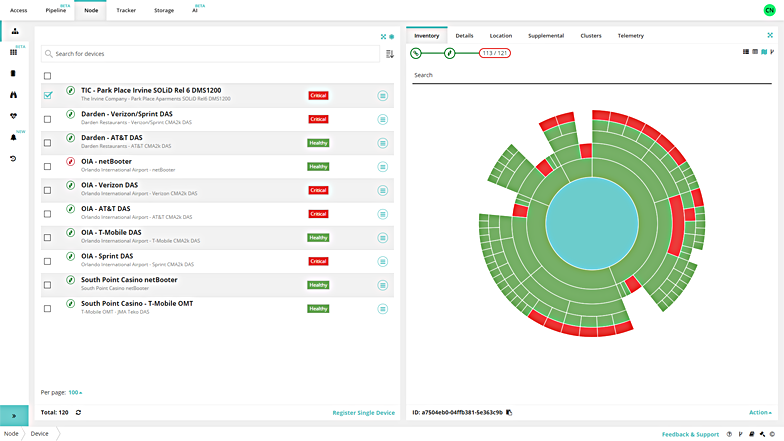 Access
BETA
Pipeline
Node
Tracker
Storage
BETA
AI
CN
BETA
NEW
Search for devices
TIC - Park Place Irvine SOLiD Rel 6 DMS1200
The Irvine Company - Park Place Aparments SOLiD Rel6 DMS1200
Critical
Darden - Verizon/Sprint DAS
Darden Restaurants - Verizon/Sprint CMA2k DAS
Critical
Darden - AT&T DAS
Darden Restaurants - AT&T CMA2k DAS
Healthy
OIA - netBooter
Orlando International Airport - netBooter
Healthy
OIA - Verizon DAS
Orlando International Airport - Verizon CMA2k DAS
Critical
OIA - AT&T DAS
Orlando International Airport - AT&T CMA2k DAS
Critical
OIA - T-Mobile DAS
Orlando International Airport - T-Mobile CMA2k DAS
Healthy
OIA - Sprint DAS
Orlando International Airport - Sprint CMA2k DAS
Critical
South Point Casino netBooter
South Point Casino netBooter
Healthy
South Point Casino - T-Mobile OMT
T-Mobile OMT - JMA Teko DAS
Healthy
Per page: 100
Total: 120
Register Single Device
Inventory
Details
Location
Supplemental
Clusters
Telemetry
113 / 121
Search
ID: a7504eb0-04ffb381-5e363c9b
Action
Node
Device
Feedback & Support